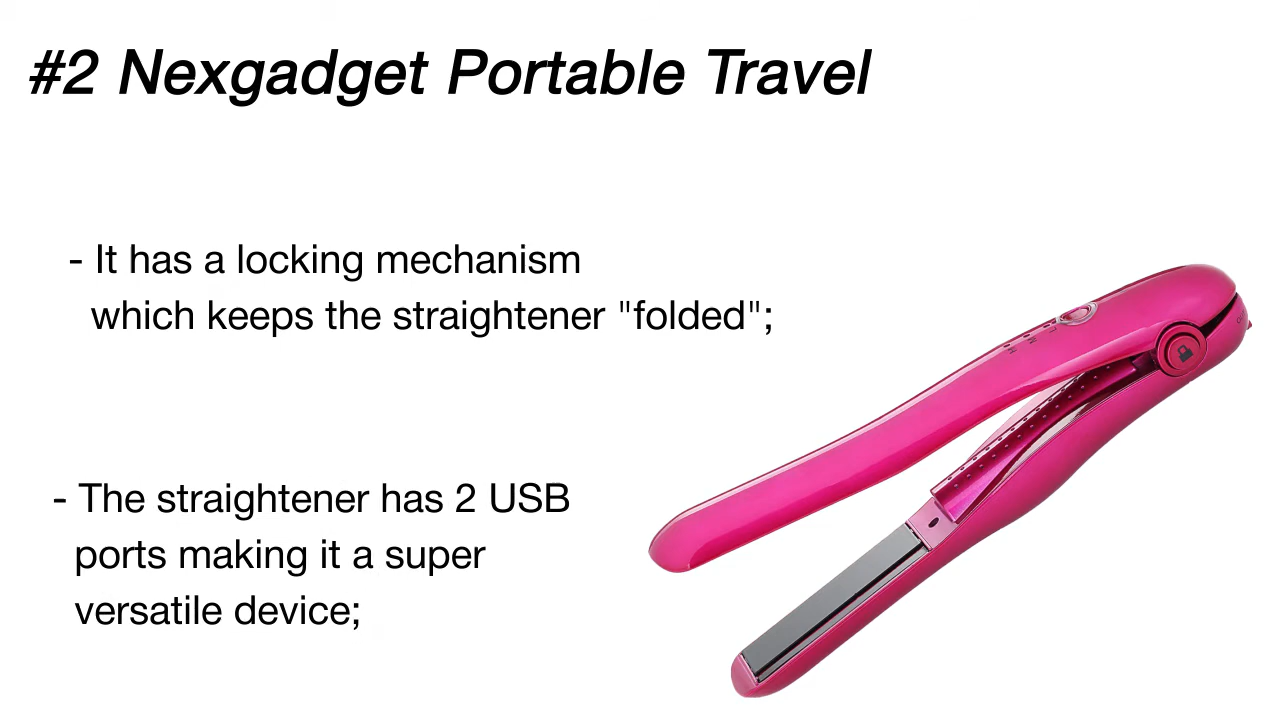 #2 Nexgadget Portable Travel
- It has a locking mechanism
which keeps the straightener "folded";
- The straightener has 2 USB
ports making it a super
versatile device;